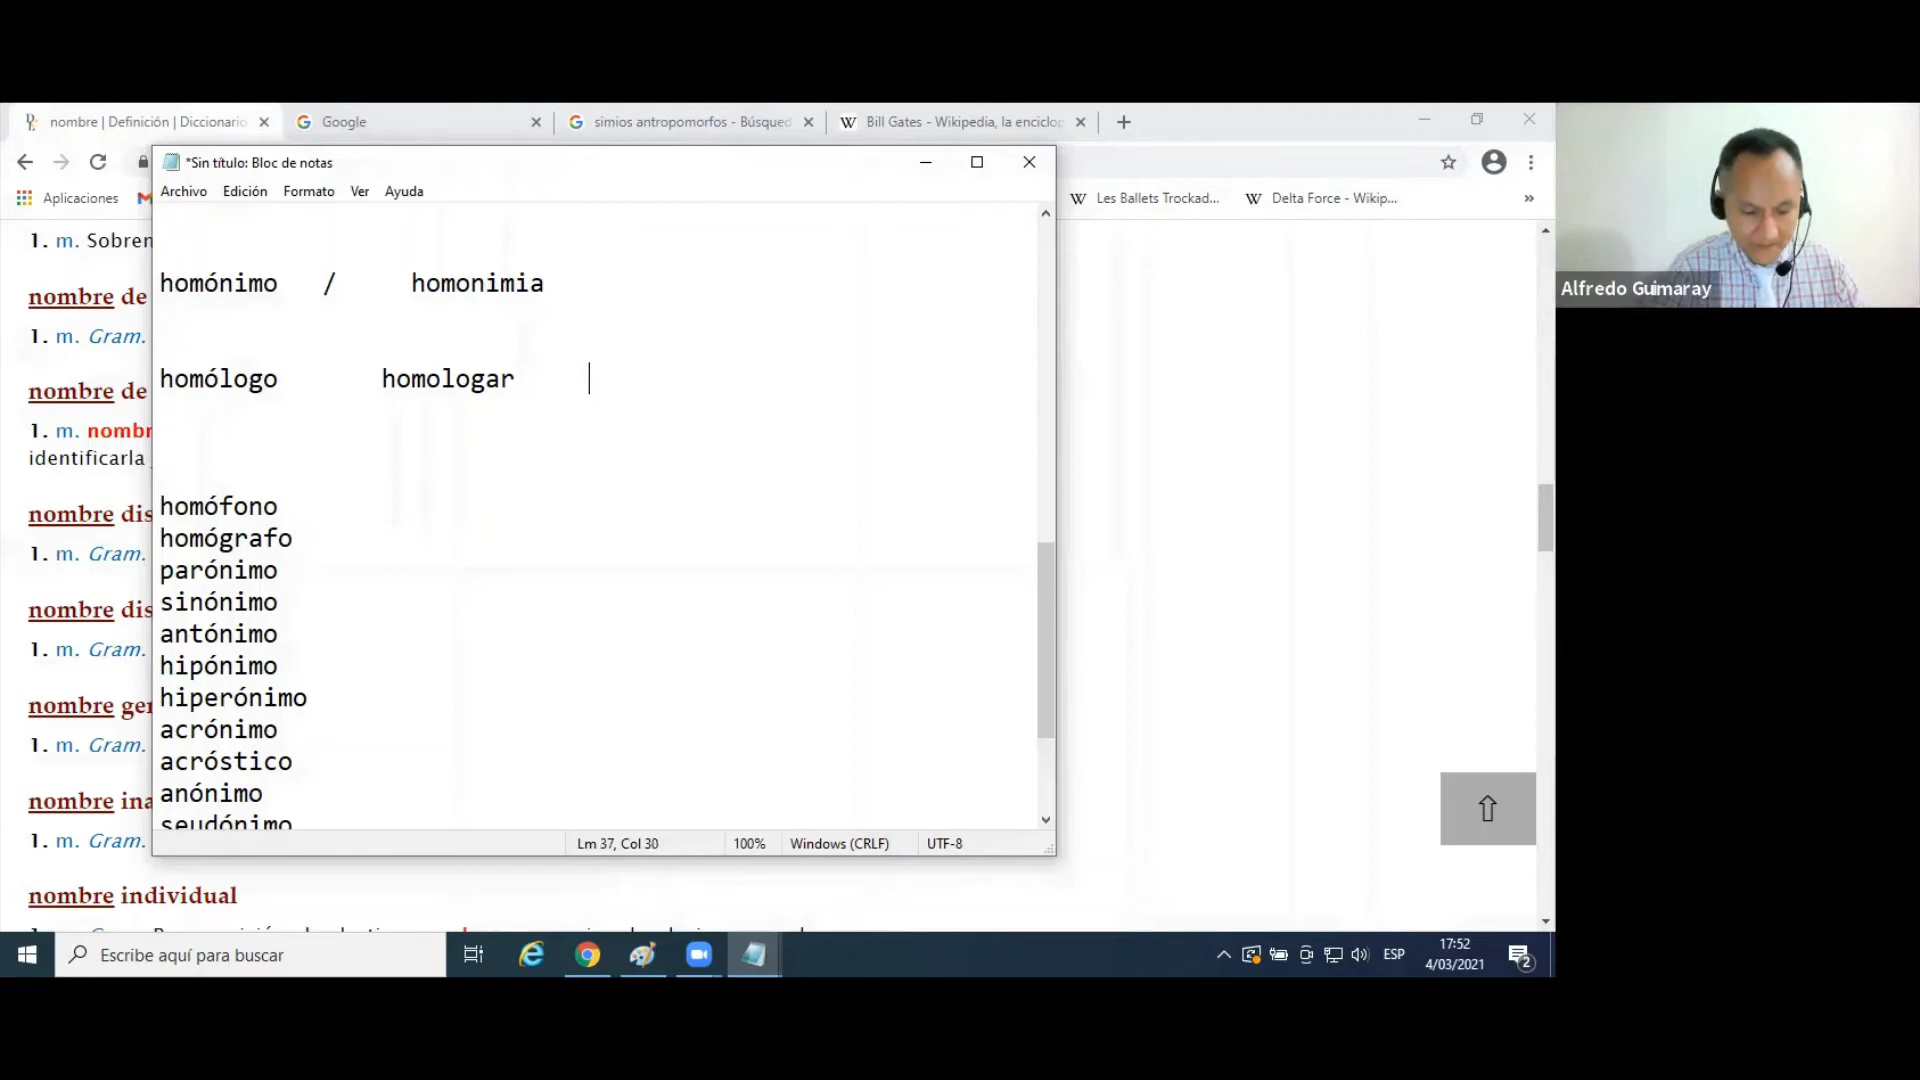 nombre | Definición | Diccionario
Google
simios antropomorfos - Búsqued
Bill Gates - Wikipedia, la enciclop
*Sin título: Bloc de notas
Archivo Edición Formato Ver Ayuda
Aplicaciones
Les Ballets Trockad...
Delta Force - Wikip...
»
1. m. Sobren
nombre de
1. m. Gram.
nombre de
1. m. nombr
identificarla
nombre dis
1. m. Gram.
nombre dis
1. m. Gram.
nombre ger
1. m. Gram.
nombre ina
1. m. Gram.
nombre individual
homónimo / homonimia
homólogo homologar
homófono
homógrafo
parónimo
sinónimo
antónimo
hipónimo
hiperónimo
acrónimo
acróstico
anónimo
seudónimo
Lm 37, Col 30
100%
Windows (CRLF)
UTF-8
Alfredo Guimaray
Escribe aquí para buscar
ESP
17:52
4/03/2021
2